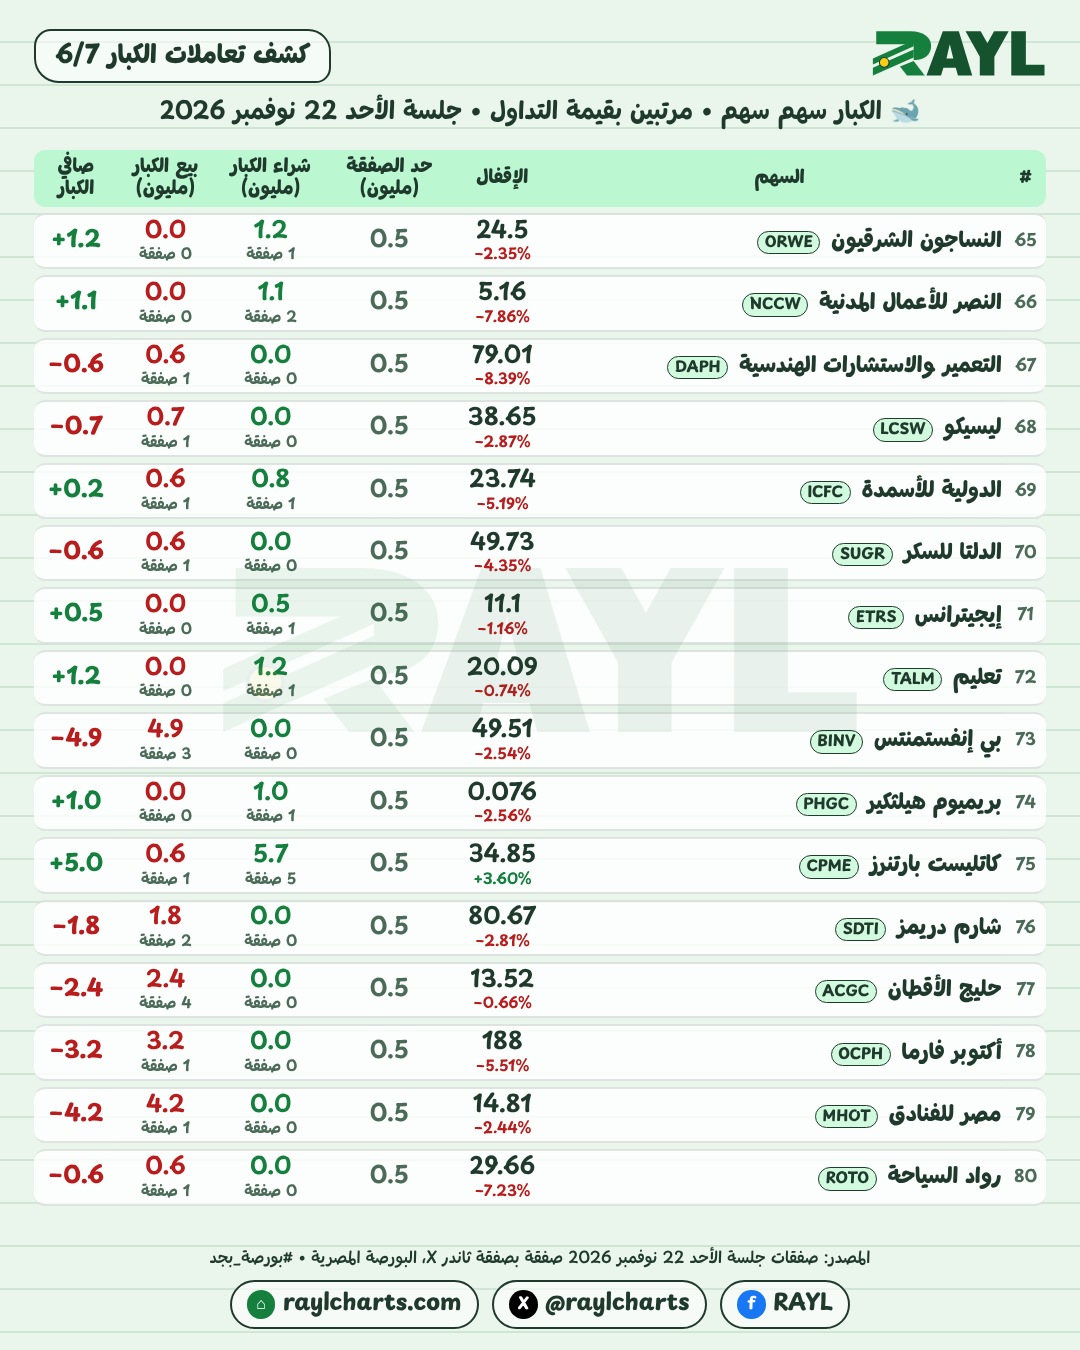 RAYL
كشف تعاملات الكبار 6/7
🐋 الكبار سهم سهم • مرتبين بقيمة التداول • جلسة الأحد 22 نوفمبر 2026
# السهم الإقفال حد الصفقة (مليون) شراء الكبار (مليون) بيع الكبار (مليون) صافي الكبار
65 النساجون الشرقيون ORWE 24.5 0.5 1.2 0.0 +1.2
−2.35% 1 صفقة 0 صفقة
66 النصر للأعمال المدنية NCCW 5.16 0.5 1.1 0.0 +1.1
−7.86% 2 صفقة 0 صفقة
67 التعمير والاستشارات الهندسية DAPH 79.01 0.5 0.0 0.6 −0.6
−8.39% 0 صفقة 1 صفقة
68 ليسيكو LCSW 38.65 0.5 0.0 0.7 −0.7
−2.87% 0 صفقة 1 صفقة
69 الدولية للأسمدة ICFC 23.74 0.5 0.8 0.6 +0.2
−5.19% 1 صفقة 1 صفقة
70 الدلتا للسكر SUGR 49.73 0.5 0.0 0.6 −0.6
−4.35% 0 صفقة 1 صفقة
71 إيجيترانس ETRS 11.1 0.5 0.5 0.0 +0.5
−1.16% 1 صفقة 0 صفقة
72 تعليم TALM 20.09 0.5 1.2 0.0 +1.2
−0.74% 1 صفقة 0 صفقة
73 بي إنفستمنتس BINV 49.51 0.5 0.0 4.9 −4.9
−2.54% 0 صفقة 3 صفقة
74 بريميوم هيلثكير PHGC 0.076 0.5 1.0 0.0 +1.0
−2.56% 1 صفقة 0 صفقة
75 كاتليست بارتنرز CPME 34.85 0.5 5.7 0.6 +5.0
+3.60% 5 صفقة 1 صفقة
76 شارم دريمز SDTI 80.67 0.5 0.0 1.8 −1.8
−2.81% 0 صفقة 2 صفقة
77 حليج الأقطان ACGC 13.52 0.5 0.0 2.4 −2.4
−0.66% 0 صفقة 4 صفقة
78 أكتوبر فارما OCPH 188 0.5 0.0 3.2 −3.2
−5.51% 0 صفقة 1 صفقة
79 مصر للفنادق MHOT 14.81 0.5 0.0 4.2 −4.2
−2.44% 0 صفقة 1 صفقة
80 رواد السياحة ROTO 29.66 0.5 0.0 0.6 −0.6
−7.23% 0 صفقة 1 صفقة
RAYL
المصدر: صفقات جلسة الأحد 22 نوفمبر 2026 صفقة بصفقة ثاندر X، البورصة المصرية • #بورصة_بجد
raylcharts.com X @raylcharts f RAYL